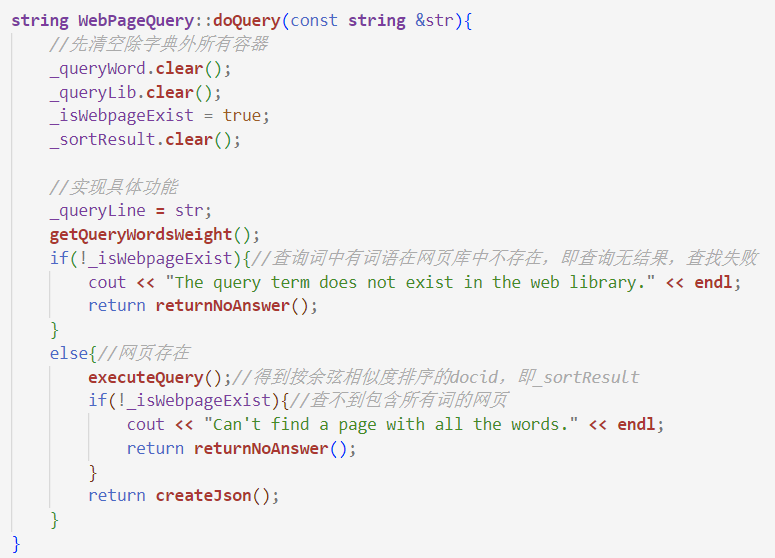 string WebPageQuery::doQuery(const string &str){
    //先清空除字典外所有容器
    _queryWord.clear();
    _queryLib.clear();
    _isWebpageExist = true;
    _sortResult.clear();

    //实现具体功能
    _queryLine = str;
    getQueryWordsWeight();
    if(!_isWebpageExist){//查询词中有词语在网页库中不存在，即查询无结果，查找失败
        cout << "The query term does not exist in the web library." << endl;
        return returnNoAnswer();
    }
    else{//网页存在
        executeQuery();//得到按余弦相似度排序的docid，即_sortResult
        if(!_isWebpageExist){//查不到包含所有词的网页
            cout << "Can't find a page with all the words." << endl;
            return returnNoAnswer();
        }
        return createJson();
    }
}